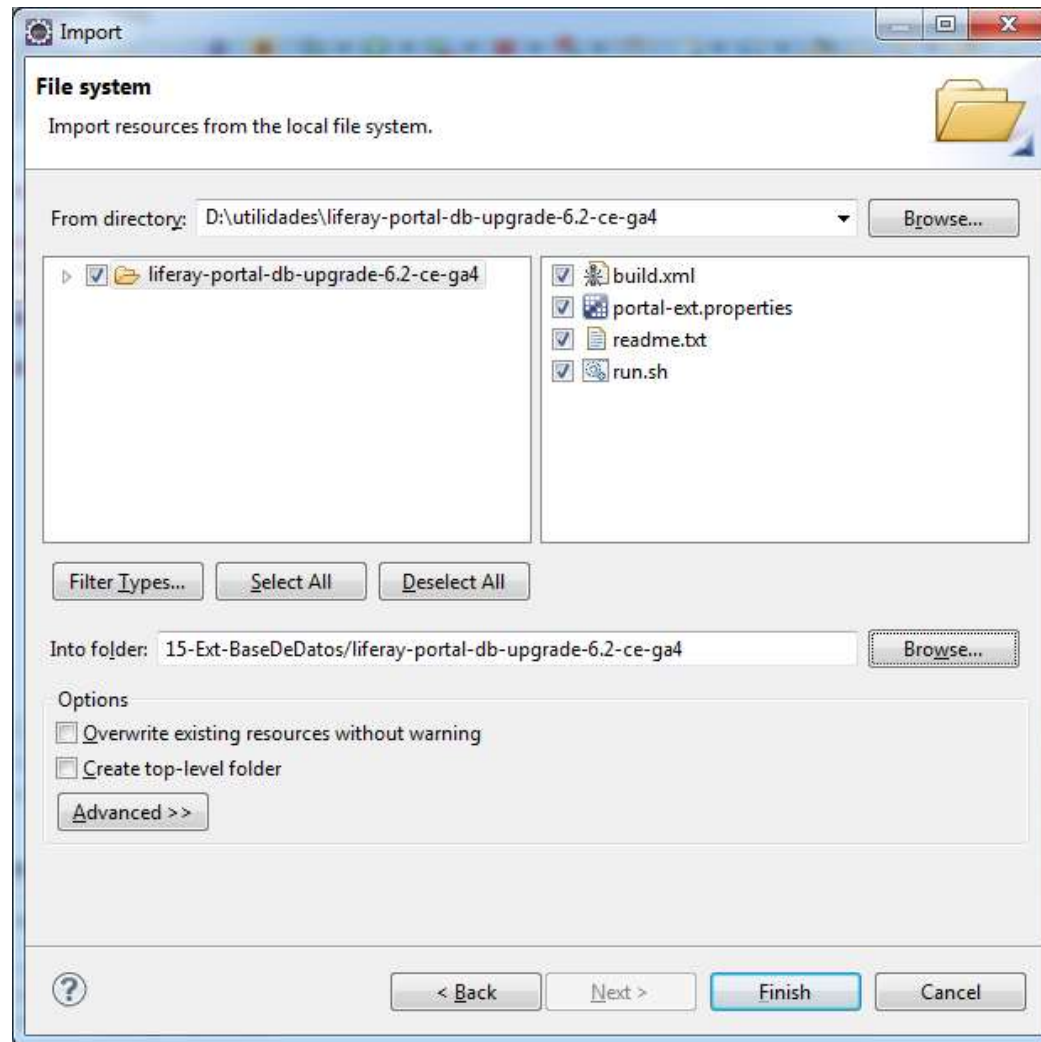 Import
File system
Import resources from the local file system.
From directory: D:\utilidades\liferay-portal-db-upgrade-6.2-ce-ga4 Browse...
liferay-portal-db-upgrade-6.2-ce-ga4
build.xml
portal-ext.properties
readme.txt
run.sh
Filter Types... Select All Deselect All
Into folder: 15-Ext-BaseDeDatos/liferay-portal-db-upgrade-6.2-ce-ga4 Browse...
Options
Overwrite existing resources without warning
Create top-level folder
Advanced >>
? < Back Next > Finish Cancel